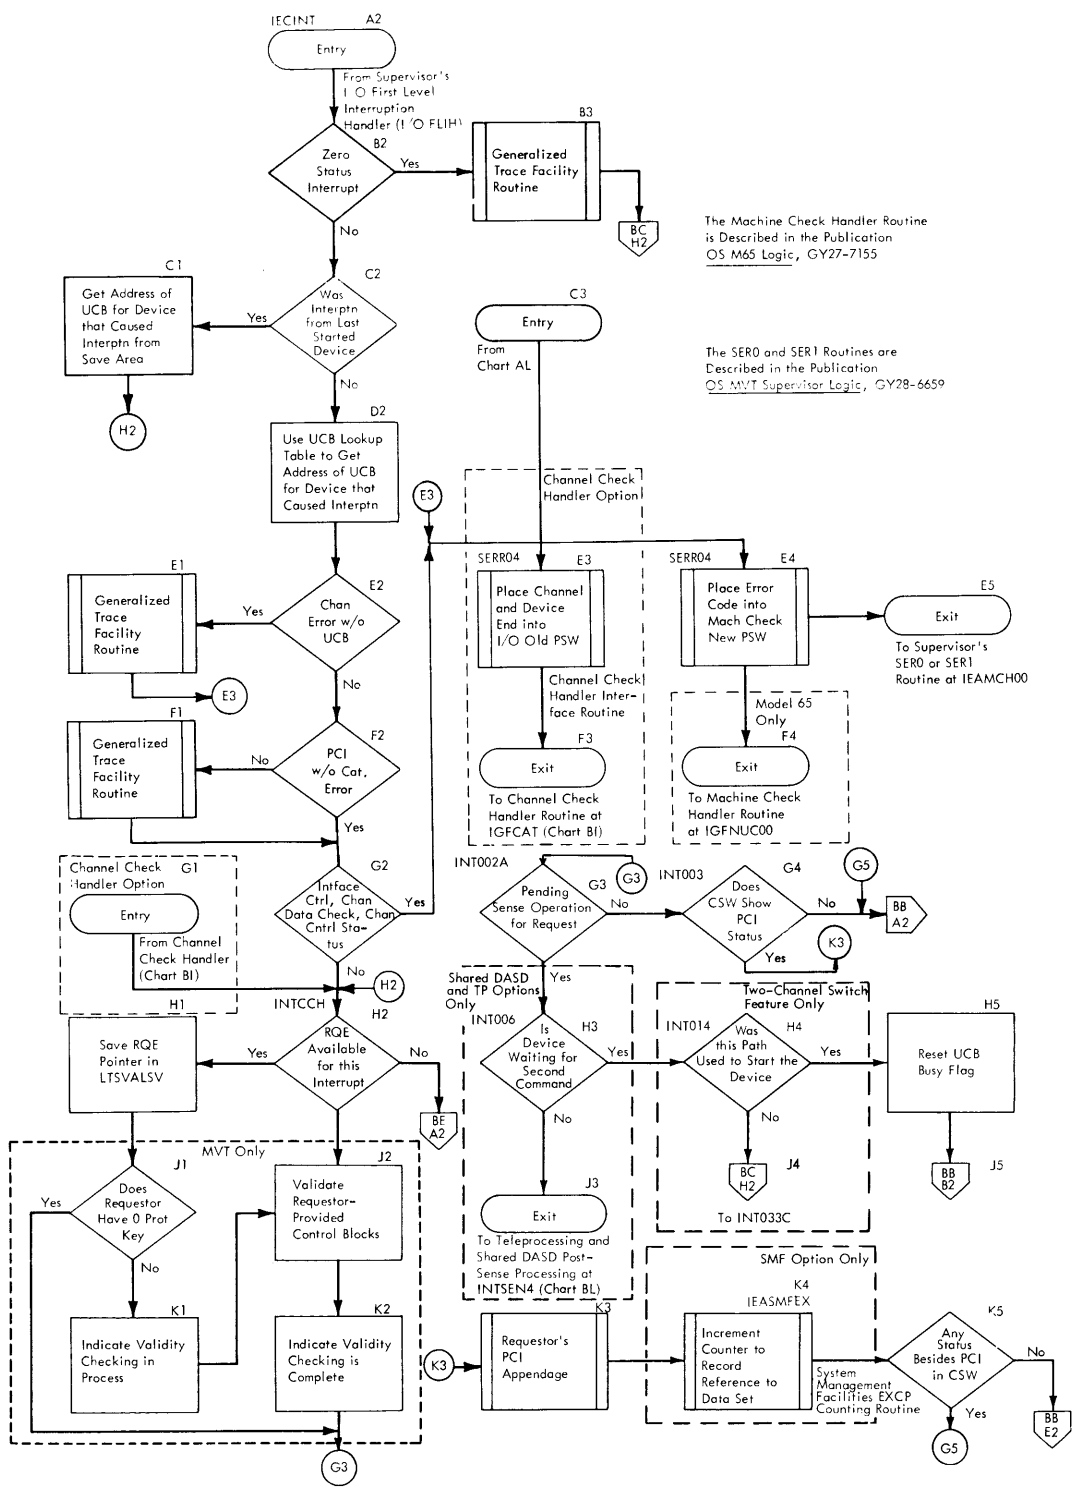 IECINT
A2
Entry
From Supervisor's
I O First Level
Interruption
Handler (I/O FLIH)
B2
Zero
Status
Interrupt
Yes
No
B3
Generalized
Trace Facility
Routine
BC
H2
The Machine Check Handler Routine
is Described in the Publication
OS M65 Logic, GY27-7155
The SER0 and SER1 Routines are
Described in the Publication
OS MVT Supervisor Logic, GY28-6659
C1
Get Address of
UCB for Device
that Caused
Interptn from
Save Area
H2
C2
Was
Interptn
from Last
Started
Device
Yes
No
C3
Entry
From
Chart AL
D2
Use UCB Lookup
Table to Get
Address of UCB
for Device that
Caused Interptn
E3
Channel Check
Handler Option
E1
Generalized
Trace
Facility
Routine
E3
E2
Chan
Error w/o
UCB
Yes
No
SERR04
E3
Place Channel
and Device
End into
I/O Old PSW
Channel Check
Handler Inter-
face Routine
F3
Exit
To Channel Check
Handler Routine at
IGFCAT (Chart BI)
SERR04
E4
Place Error
Code into
Mach Check
New PSW
E5
Exit
To Supervisor's
SER0 or SER1
Routine at IEAMCH00
Model 65
Only
F4
Exit
To Machine Check
Handler Routine
at IGFNUC00
F1
Generalized
Trace
Facility
Routine
F2
PCI
w/o Cat.
Error
No
Yes
Channel Check
Handler Option
G1
Entry
From Channel
Check Handler
(Chart BI)
G2
Intface
Ctrl, Chan
Data Check, Chan
Cntrl Sta-
tus
Yes
No
H2
INT002A
G3
G3
Pending
Sense Operation
for Request
No
Yes
INT003
G4
Does
CSW Show
PCI
Status
No
Yes
G5
BB
A2
K3
H1
Save RQE
Pointer in
LTSVALSV
INTCCH
H2
RQE
Available
for this
Interrupt
Yes
No
BE
A2
Shared DASD
and TP Options
Only
INT006
H3
Is
Device
Waiting for
Second
Command
Yes
No
Two-Channel Switch
Feature Only
INT014
H4
Was
this Path
Used to Start the
Device
Yes
No
BC
H2
J4
To INT033C
H5
Reset UCB
Busy Flag
BB
B2
J5
MVT Only
J1
Does
Requestor
Have 0 Prot
Key
Yes
No
J2
Validate
Requestor-
Provided
Control Blocks
J3
Exit
To Teleprocessing and
Shared DASD Post-
Sense Processing at
INTSEN4 (Chart BL)
K1
Indicate Validity
Checking in
Process
K2
Indicate Validity
Checking is
Complete
G3
K3
K3
Requestor's
PCI
Appendage
SMF Option Only
K4
IEASMFEX
Increment
Counter to
Record
Reference to
Data Set
System
Management
Facilities EXCP
Counting Routine
K5
Any
Status
Besides PCI
in CSW
No
Yes
G5
BB
E2